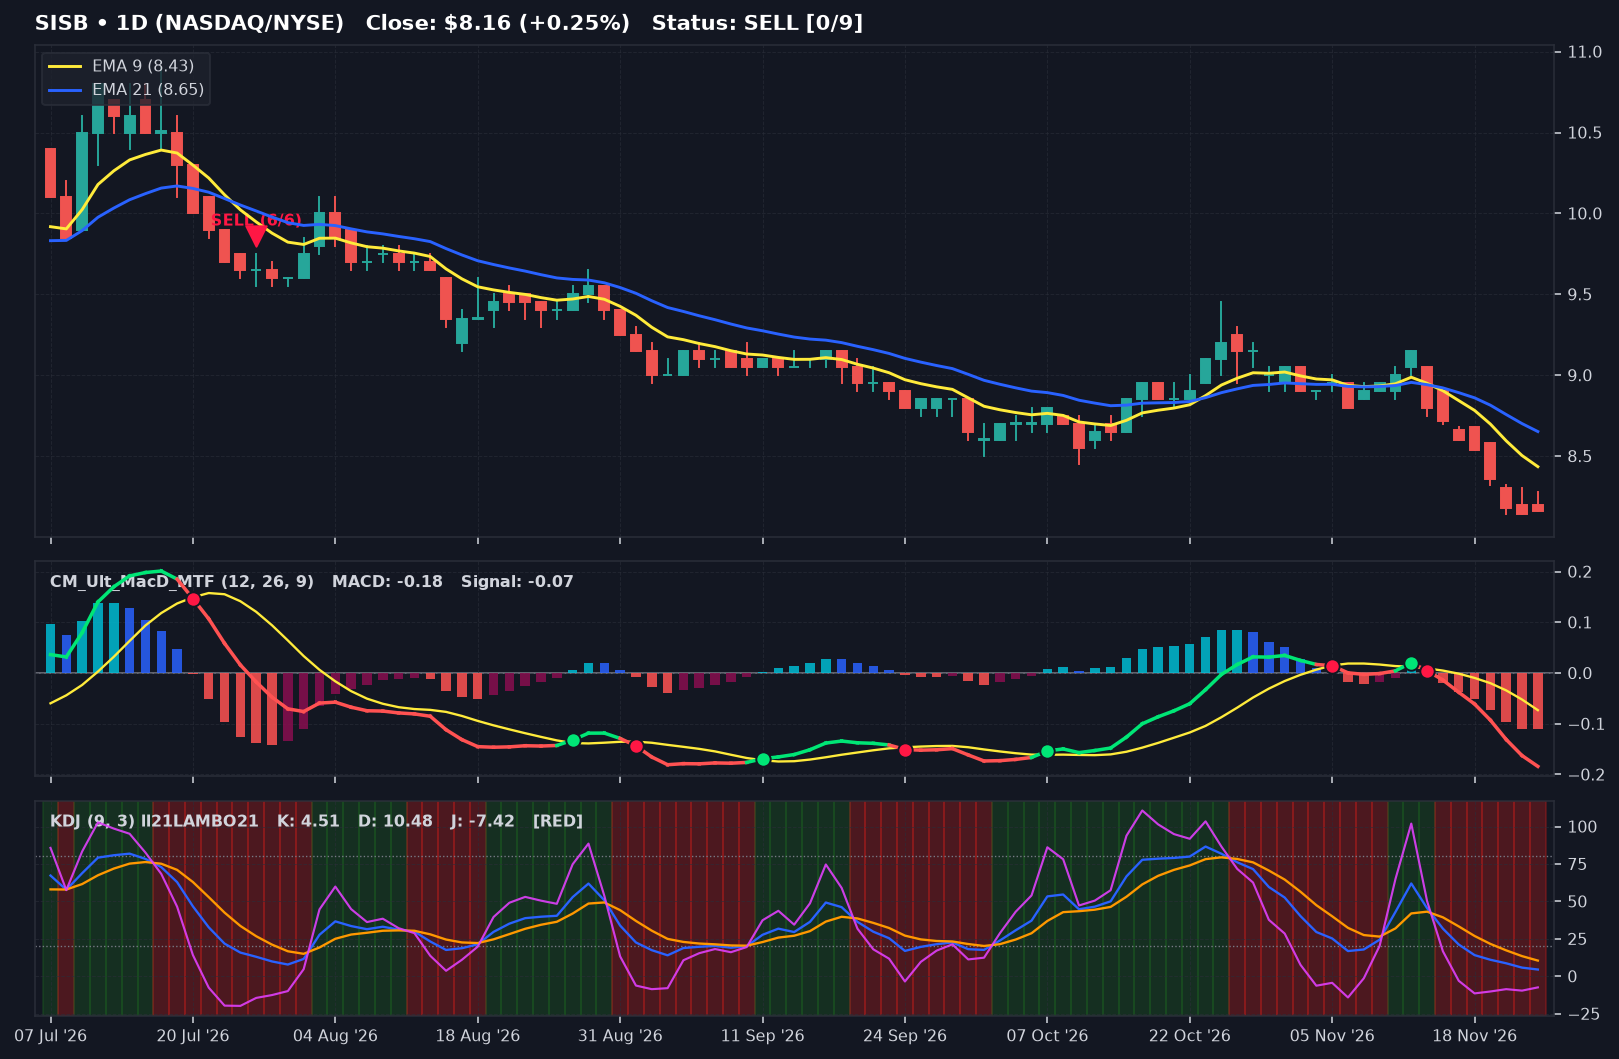 SISB • 1D (NASDAQ/NYSE) Close: $8.16 (+0.25%) Status: SELL [0/9]
EMA 9 (8.43)
EMA 21 (8.65)
SELL (6/6)
11.0
10.5
10.0
9.5
9.0
8.5
CM_Ult_MacD_MTF (12, 26, 9) MACD: -0.18 Signal: -0.07
0.2
0.1
0.0
−0.1
−0.2
KDJ (9, 3) ll21LAMBO21 K: 4.51 D: 10.48 J: -7.42 [RED]
100
75
50
25
0
−25
07 Jul '26 20 Jul '26 04 Aug '26 18 Aug '26 31 Aug '26 11 Sep '26 24 Sep '26 07 Oct '26 22 Oct '26 05 Nov '26 18 Nov '26